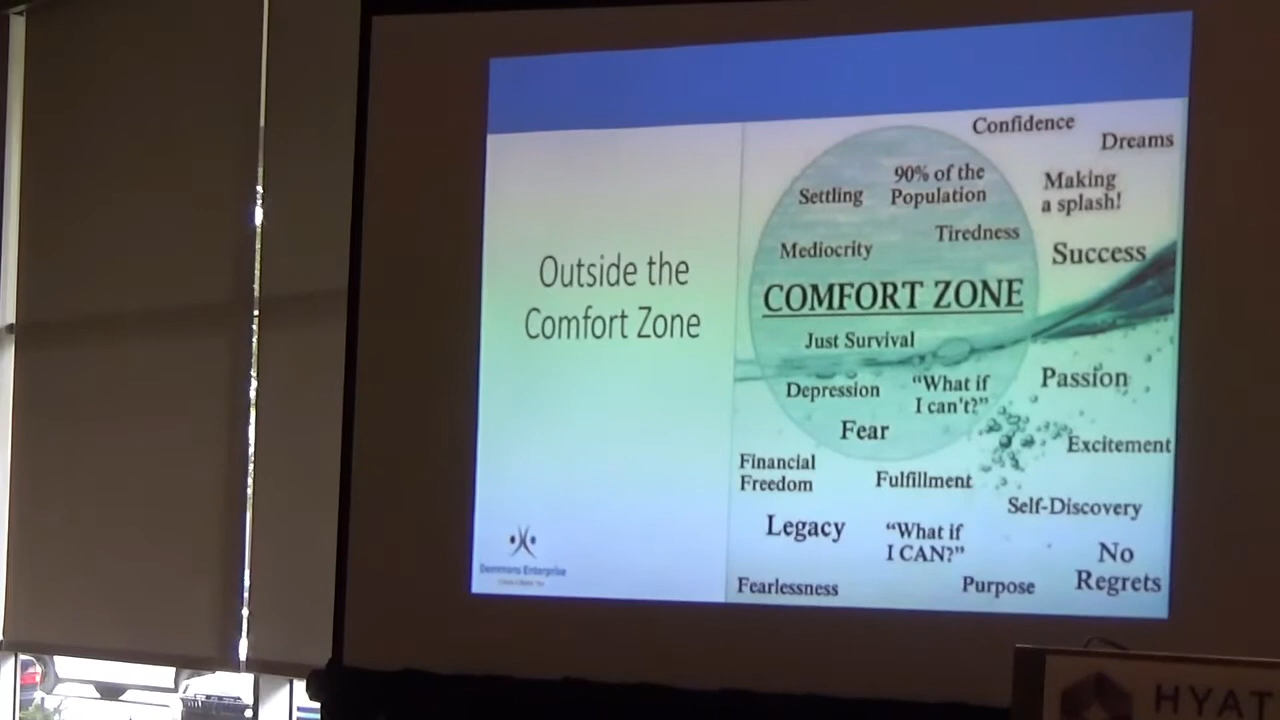 Outside the
Comfort Zone
Confidence
Dreams
90% of the
Population
Settling
Making
a splash!
Tiredness
Mediocrity
Success
COMFORT ZONE
Just Survival
Depression
"What if
I can't?"
Passion
Fear
Excitement
Financial
Freedom
Fulfillment
Self-Discovery
Legacy
"What if
I CAN?"
No
Regrets
Fearlessness
Purpose
Demmons Enterprise
HYAT